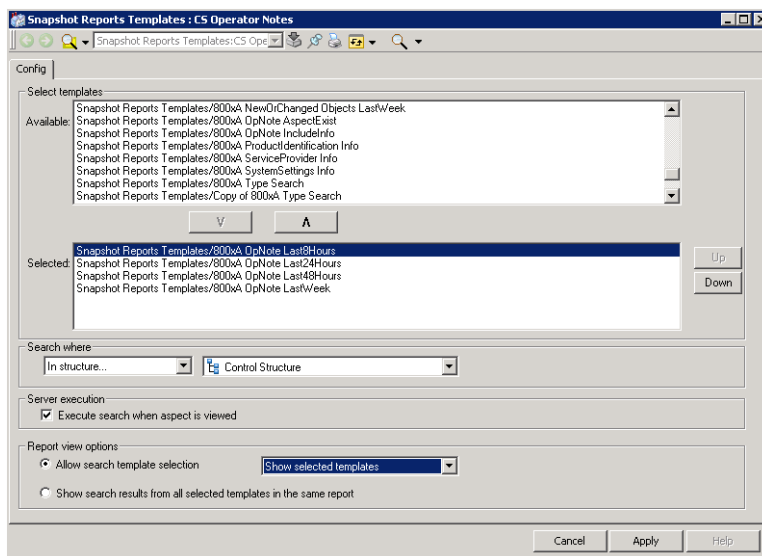 Snapshot Reports Templates : CS Operator Notes
Snapshot Reports Templates:CS Ope
Config
Select templates
Available:
Snapshot Reports Templates/800xA NewOrChanged Objects LastWeek
Snapshot Reports Templates/800xA OpNote AspectExist
Snapshot Reports Templates/800xA OpNote IncludeInfo
Snapshot Reports Templates/800xA ProductIdentification Info
Snapshot Reports Templates/800xA ServiceProvider Info
Snapshot Reports Templates/800xA SystemSettings Info
Snapshot Reports Templates/800xA Type Search
Snapshot Reports Templates/Copy of 800xA Type Search
V Λ
Selected:
Snapshot Reports Templates/800xA OpNote Last8Hours
Snapshot Reports Templates/800xA OpNote Last24Hours
Snapshot Reports Templates/800xA OpNote Last48Hours
Snapshot Reports Templates/800xA OpNote LastWeek
Up
Down
Search where
In structure... Control Structure
Server execution
Execute search when aspect is viewed
Report view options
Allow search template selection Show selected templates
Show search results from all selected templates in the same report
Cancel Apply Help